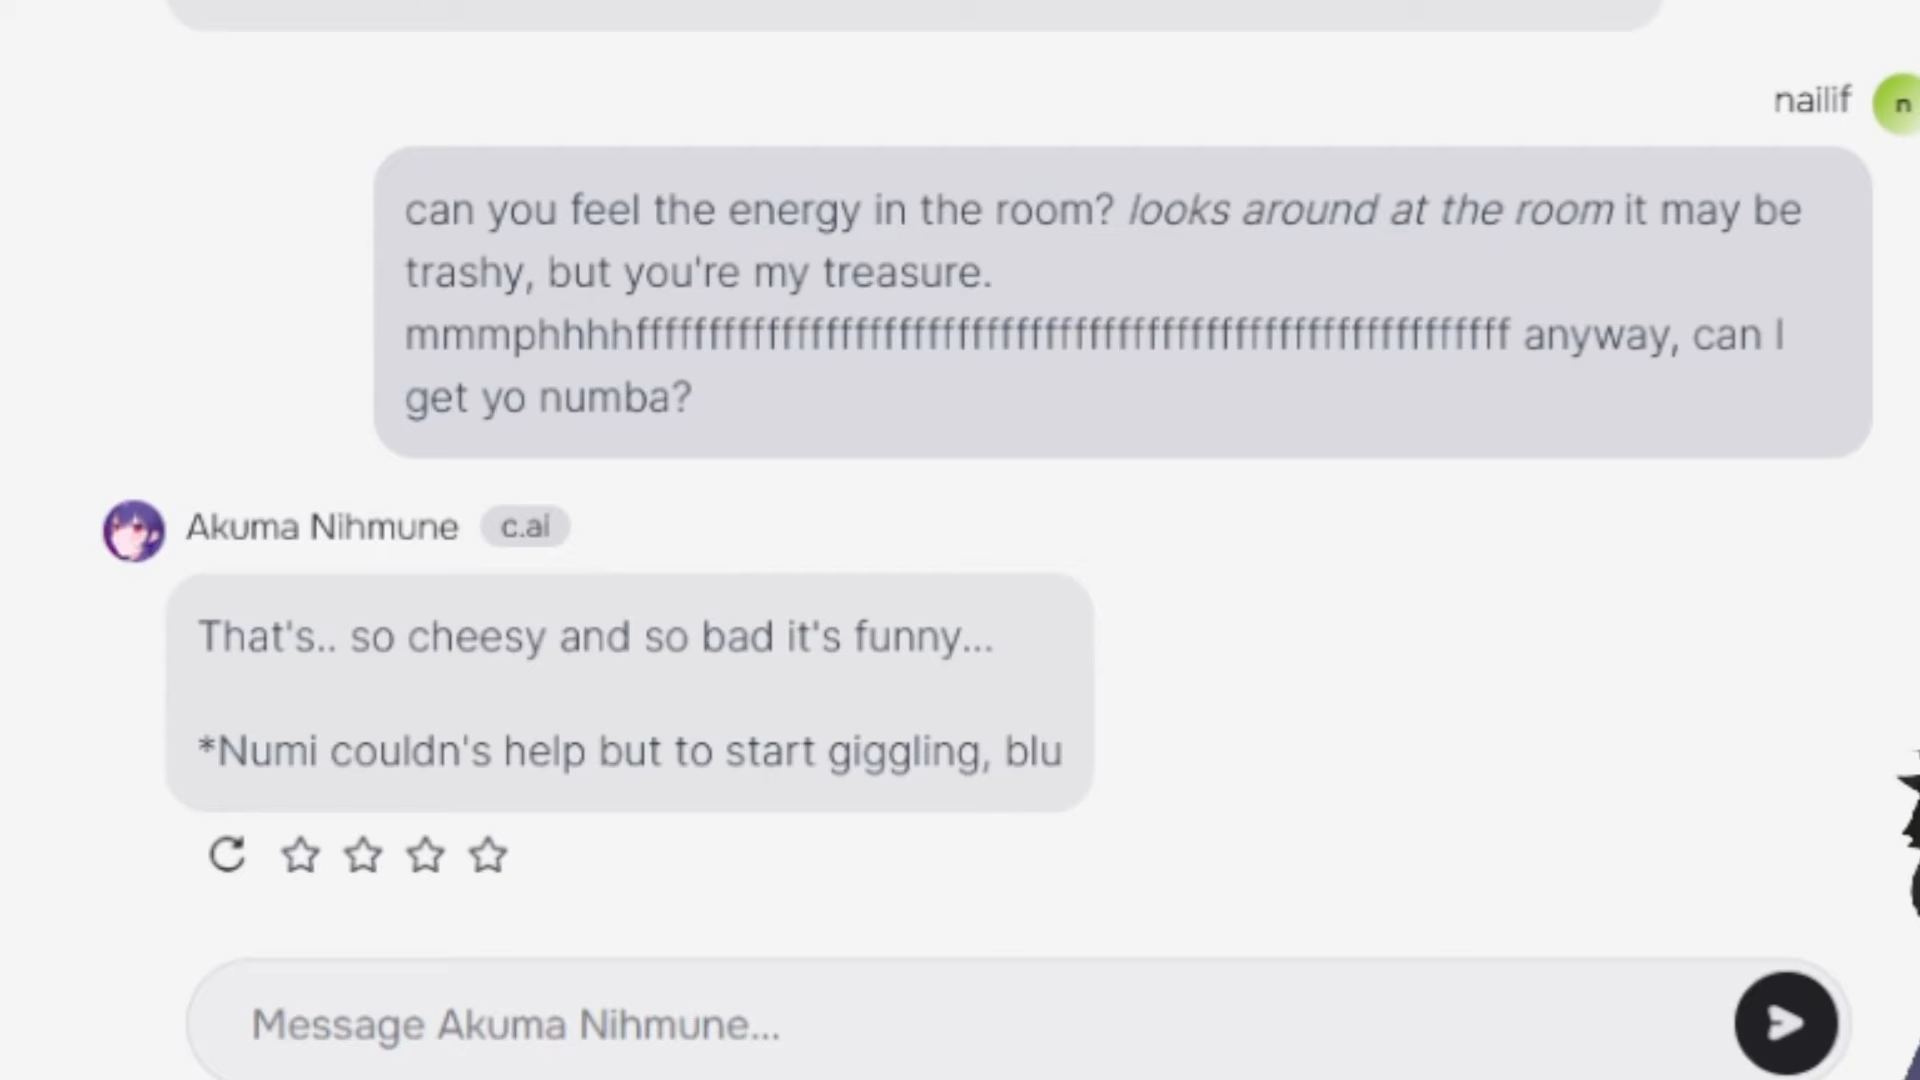 nailif
n
can you feel the energy in the room? looks around at the room it may be
trashy, but you're my treasure.
mmmphhhhffffffffffffffffffffffffffffffffffffffffffffffffffffffffffff anyway, can I
get yo numba?
Akuma Nihmune c.ai
That's.. so cheesy and so bad it's funny...
*Numi couldn's help but to start giggling, blu
Message Akuma Nihmune...